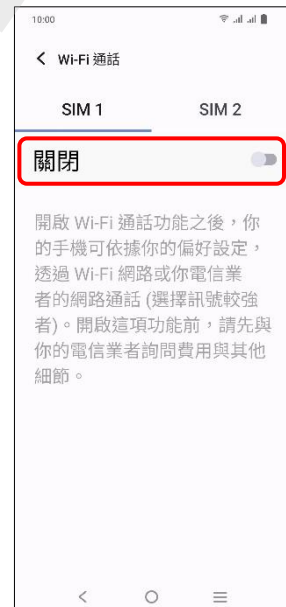 10:00
Wi-Fi 通話
SIM 1 SIM 2
關閉
開啟 Wi-Fi 通話功能之後，你
的手機可依據你的偏好設定，
透過 Wi-Fi 網路或你電信業
者的網路通話 (選擇訊號較強
者)。開啟這項功能前，請先與
你的電信業者詢問費用與其他
細節。